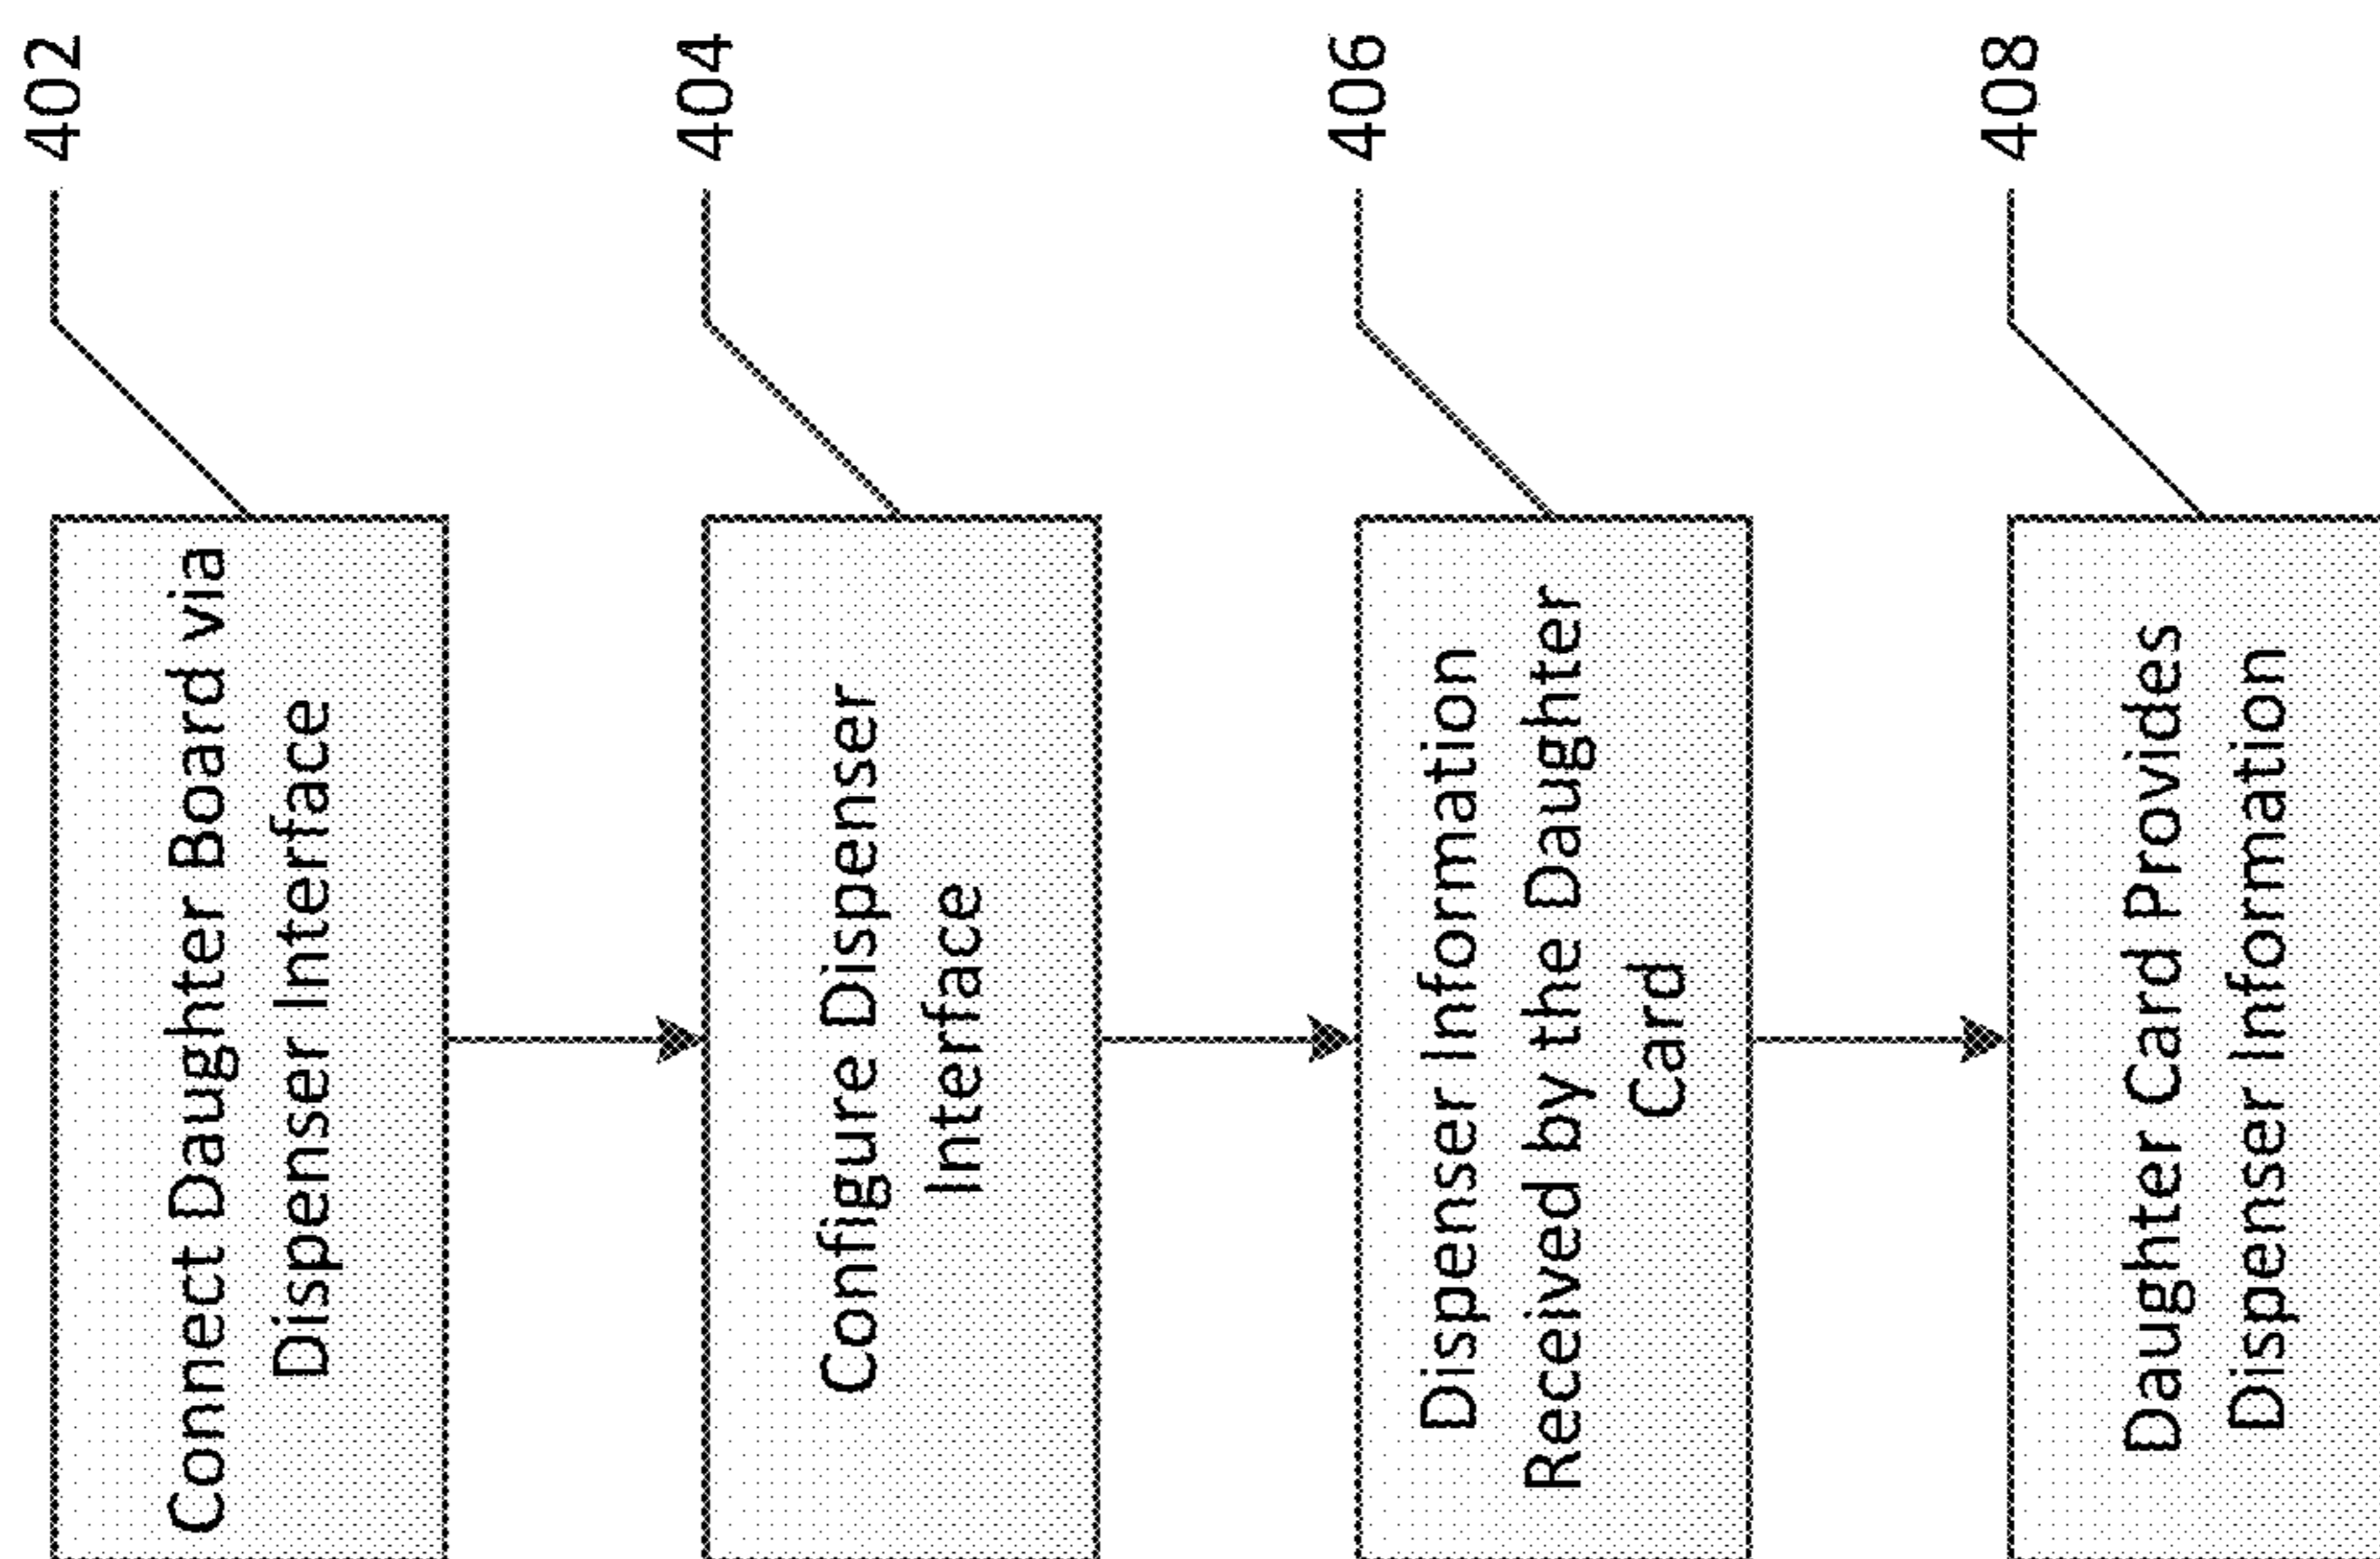 402
Connect Daughter Board via
Dispenser Interface
404
Configure Dispenser
Interface
406
Dispenser Information
Received by the Daughter
Card
408
Daughter Card Provides
Dispenser Information